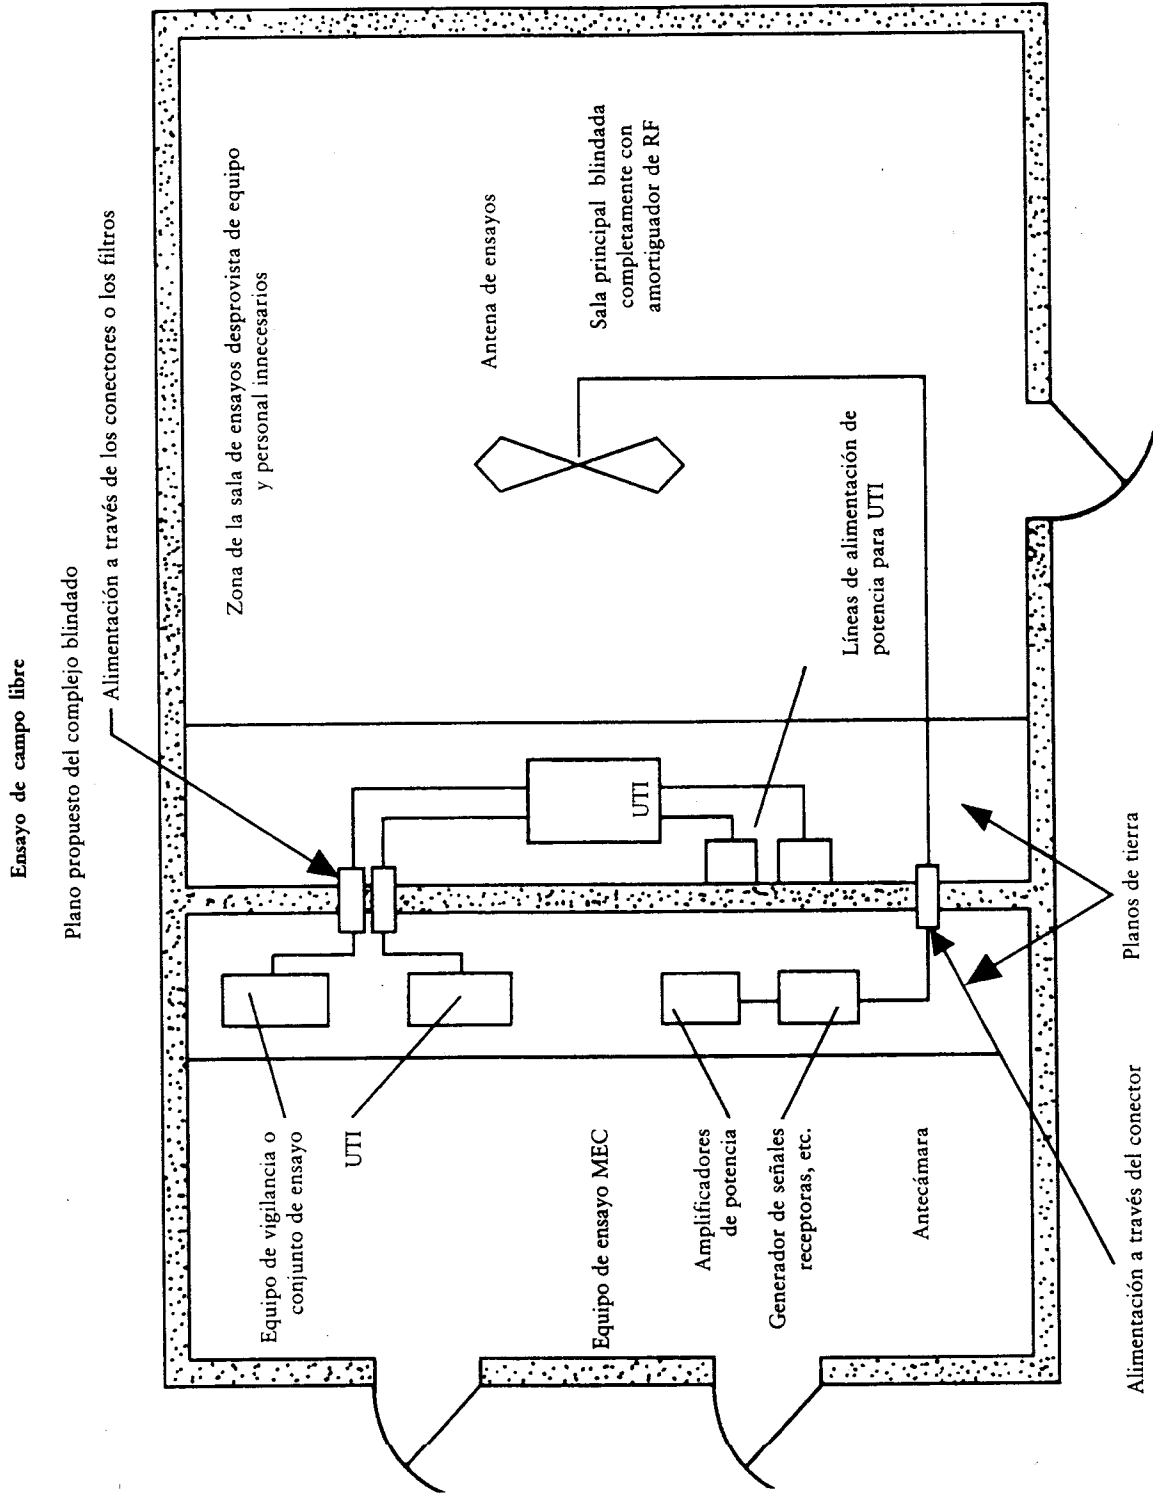 Ensayo de campo libre
Plano propuesto del complejo blindado
Alimentación a través de los conectores o los filtros
Zona de la sala de ensayos desprovista de equipo
y personal innecesarios
Antena de ensayos
Sala principal blindada
completamente con
amortiguador de RF
Líneas de alimentación de
potencia para UTI
UTI
Equipo de vigilancia o
conjunto de ensayo
UTI
Equipo de ensayo MEC
Amplificadores
de potencia
Generador de señales
receptoras, etc.
Antecámara
Planos de tierra
Alimentación a través del conector